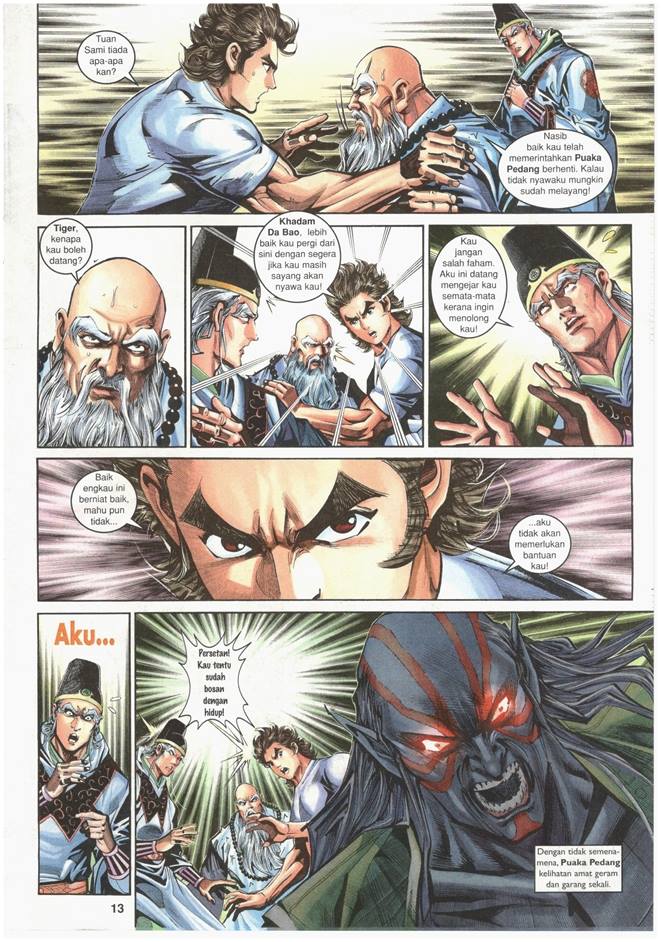 Tuan
Sami tiada
apa-apa
kan?
Nasib
baik kau telah
memerintahkan Puaka
Pedang berhenti. Kalau
tidak nyawaku mungkin
sudah melayang!
Tiger,
kenapa
kau boleh
datang?
Khadam
Da Bao, lebih
baik kau pergi dari
sini dengan segera
jika kau masih
sayang akan
nyawa kau!
Kau
jangan
salah faham.
Aku ini datang
mengejar kau
semata-mata
kerana ingin
menolong
kau!
Baik
engkau ini
berniat baik,
mahu pun
tidak...
...aku
tidak akan
memerlukan
bantuan
kau!
Aku...
Persetan!
Kau tentu
sudah
bosan
dengan
hidup!
Dengan tidak semena-
mena, Puaka Pedang
kelihatan amat geram
dan garang sekali.
13